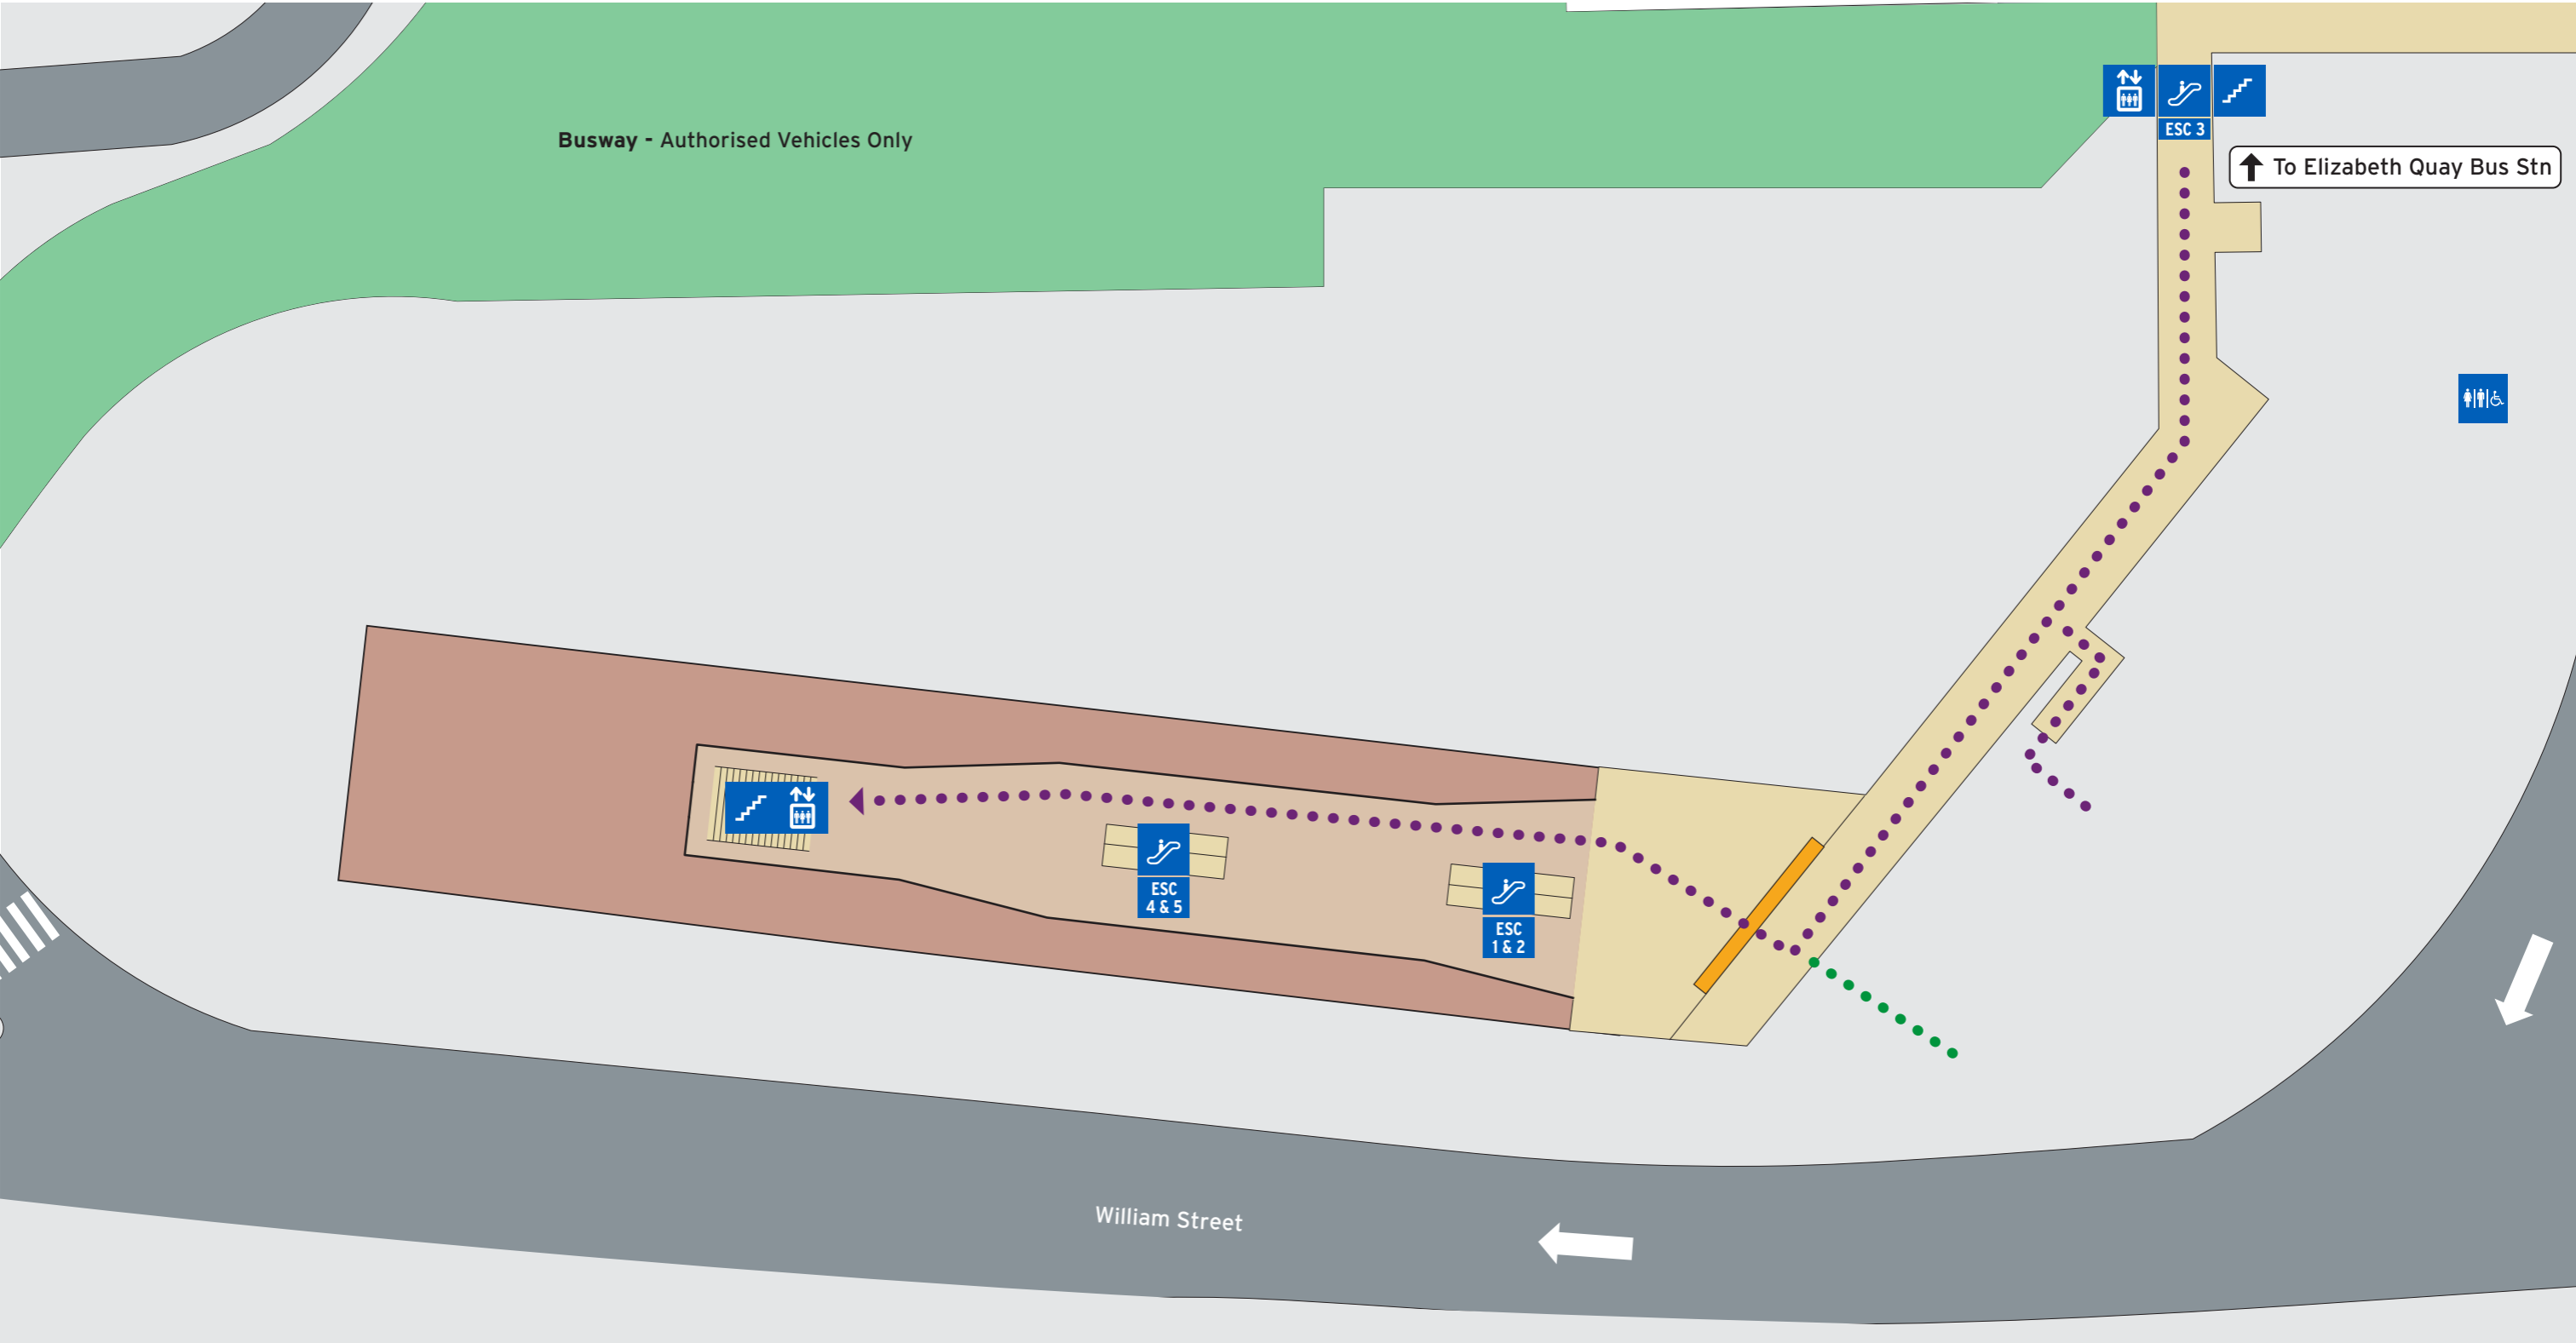 Busway - Authorised Vehicles Only
ESC 3
To Elizabeth Quay Bus Stn
ESC
4 & 5
ESC
1 & 2
William Street